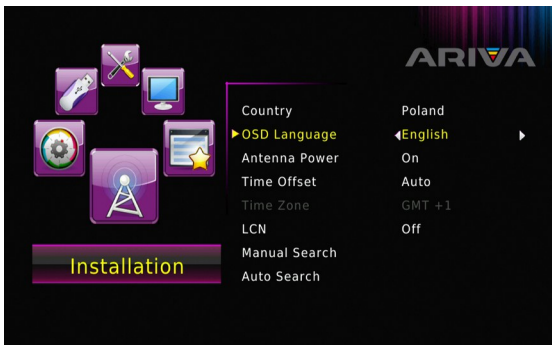 ARIVA
Country Poland
OSD Language English
Antenna Power On
Time Offset Auto
Time Zone GMT +1
LCN Off
Manual Search
Auto Search
Installation